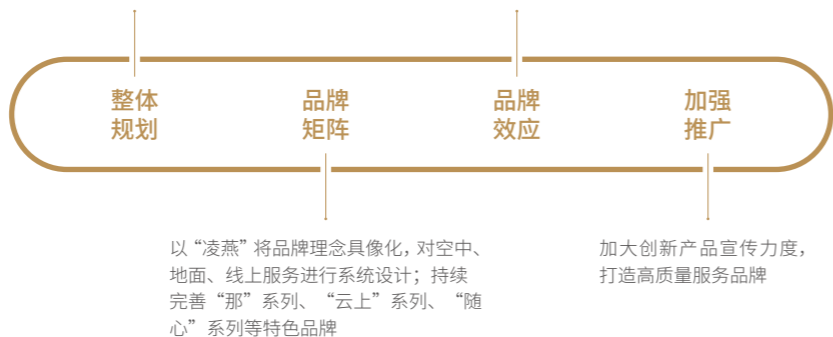 整体
规划
品牌
矩阵
品牌
效应
加强
推广
以“凌燕”将品牌理念具像化，对空中、
地面、线上服务进行系统设计；持续
完善“那”系列、“云上”系列、“随
心”系列等特色品牌
加大创新产品宣传力度，
打造高质量服务品牌